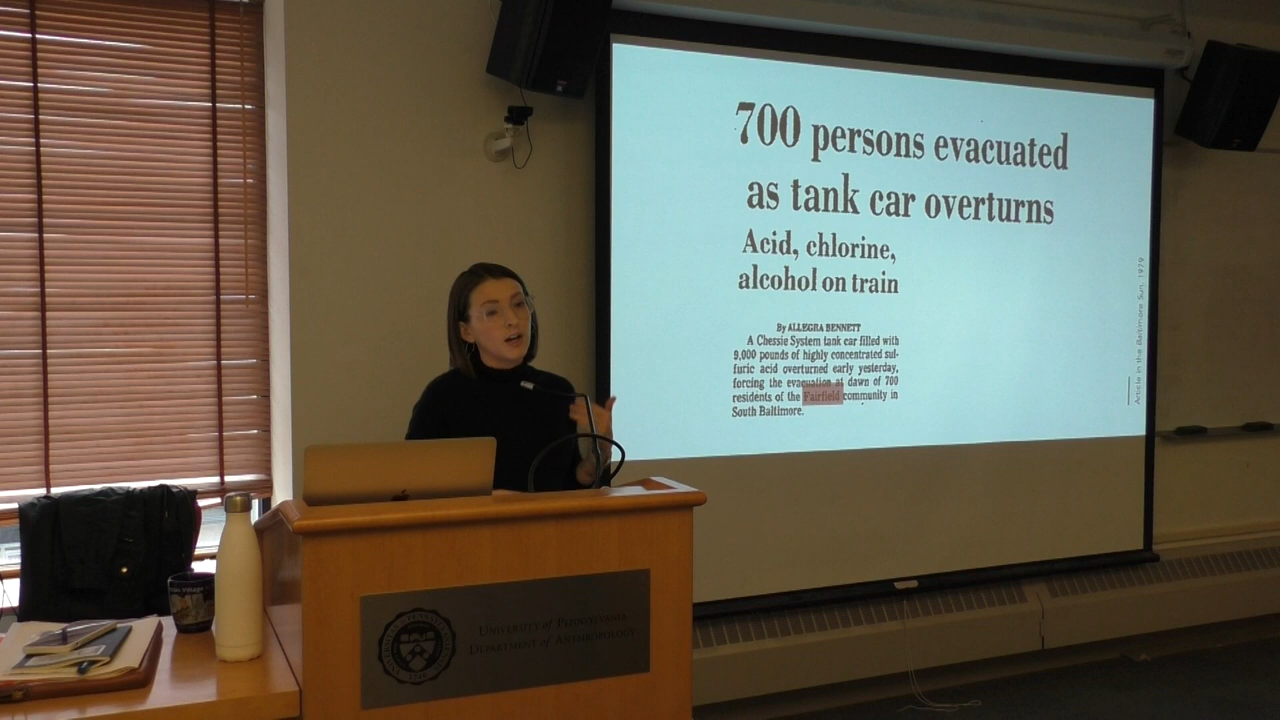 700 persons evacuated
as tank car overturns
Acid, chlorine,
alcohol on train
By ALLEGRA BENNETT
A Chessie System tank car filled with
9,000 pounds of highly concentrated sul-
furic acid overturned early yesterday,
forcing the evacuation at dawn of 700
residents of the Fairfield community in
South Baltimore.
Article in the Baltimore Sun, 1979
University of Pennsylvania
Department of Anthropology